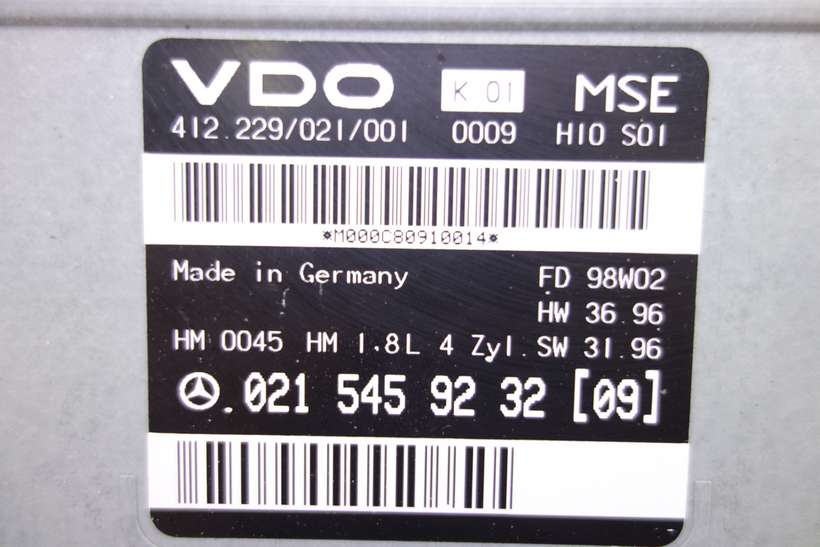 VDO K 01 MSE
412.229/021/001 0009 H10 S01
*M000C80910014*
Made in Germany FD 98W02
HW 36.96
HM 0045 HM 1.8L 4 Zyl. SW 31.96
.021 545 92 32 [09]